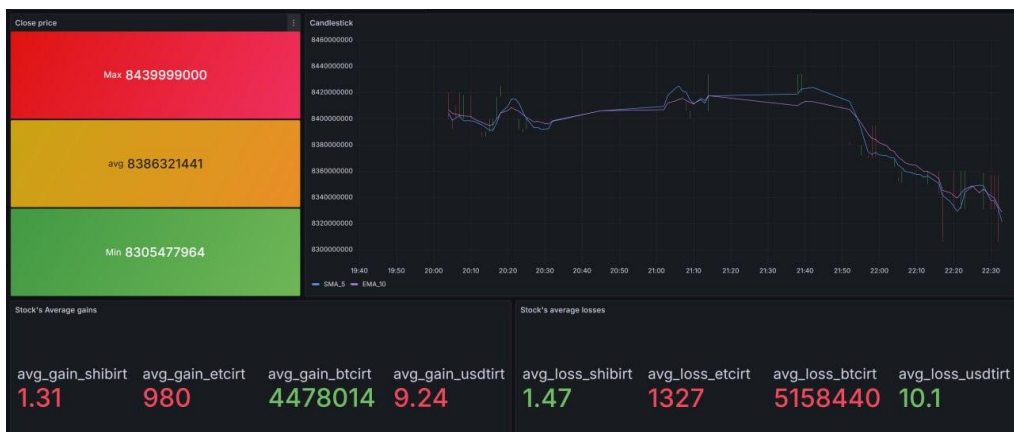 Close price
Max 8439999000
avg 8386321441
Min 8305477964
Candlestick
8460000000
8440000000
8420000000
8400000000
8380000000
8360000000
8340000000
8320000000
8300000000
19:40 19:50 20:00 20:10 20:20 20:30 20:40 20:50 21:00 21:10 21:20 21:30 21:40 21:50 22:00 22:10 22:20 22:30
SMA_5 EMA_10
Stock's Average gains
avg_gain_shibirt avg_gain_etcirt avg_gain_btcirt avg_gain_usdtirt
1.31 980 4478014 9.24
Stock's average losses
avg_loss_shibirt avg_loss_etcirt avg_loss_btcirt avg_loss_usdtirt
1.47 1327 5158440 10.1